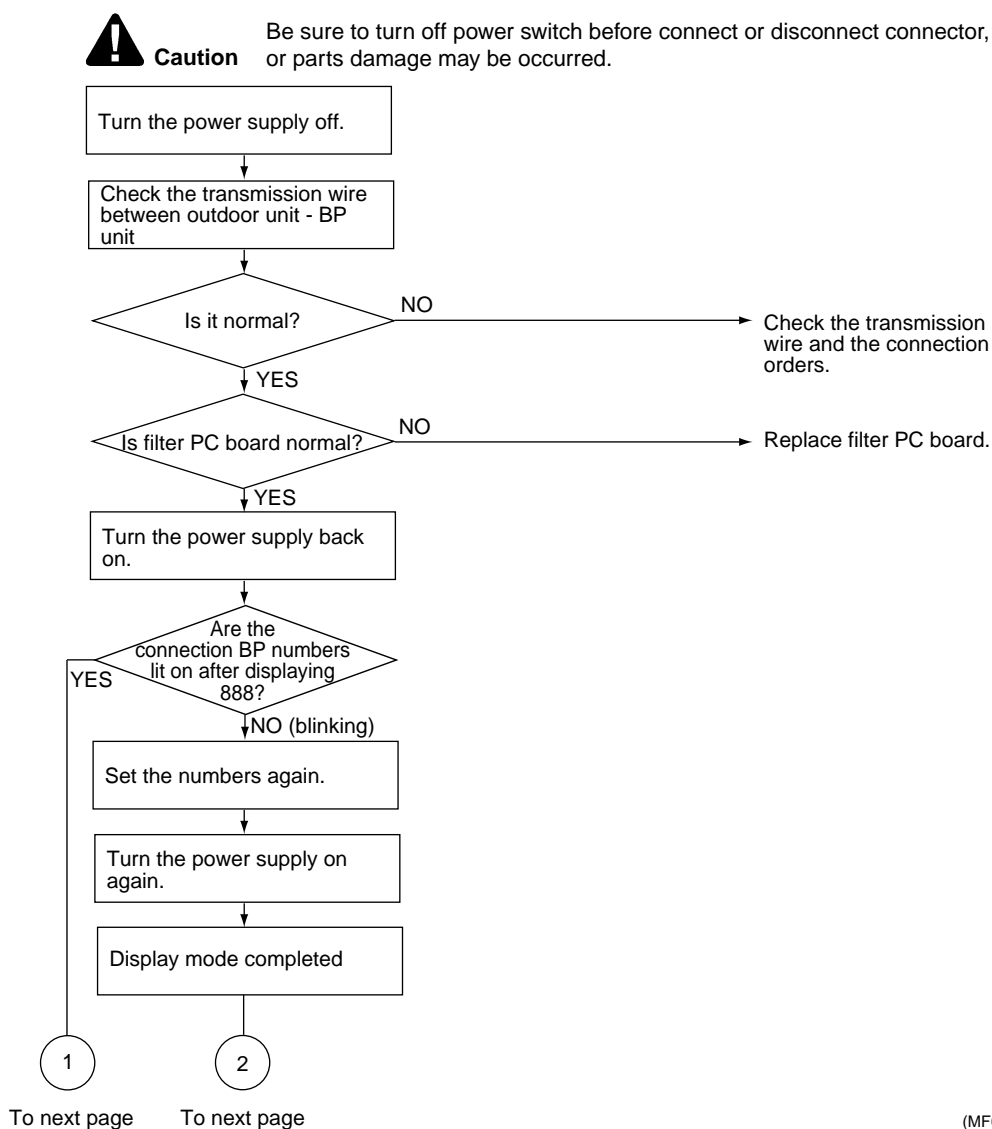 Be sure to turn off power switch before connect or disconnect connector,
Caution or parts damage may be occurred.
Turn the power supply off.
Check the transmission wire
between outdoor unit - BP
unit
Is it normal?
NO
Check the transmission
wire and the connection
orders.
YES
Is filter PC board normal?
NO
Replace filter PC board.
YES
Turn the power supply back
on.
Are the
connection BP numbers
lit on after displaying
888?
YES
NO (blinking)
Set the numbers again.
Turn the power supply on
again.
Display mode completed
1
2
To next page
To next page